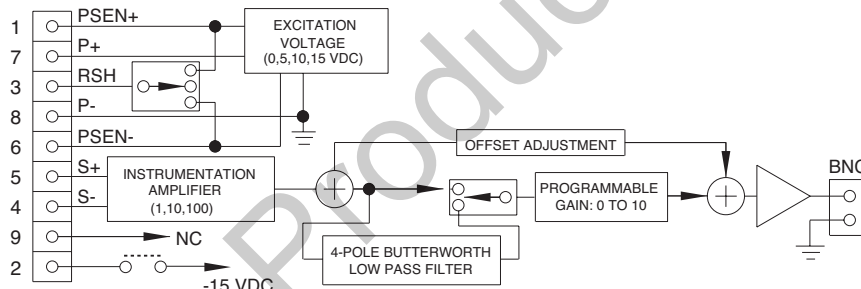 1 PSEN+
7 P+
3 RSH
8 P-
6 PSEN-
5 S+
4 S-
9 NC
2 -15 VDC
EXCITATION
VOLTAGE
(0,5,10,15 VDC)
INSTRUMENTATION
AMPLIFIER
(1,10,100)
OFFSET ADJUSTMENT
PROGRAMMABLE
GAIN: 0 TO 10
4-POLE BUTTERWORTH
LOW PASS FILTER
BNC
Produc